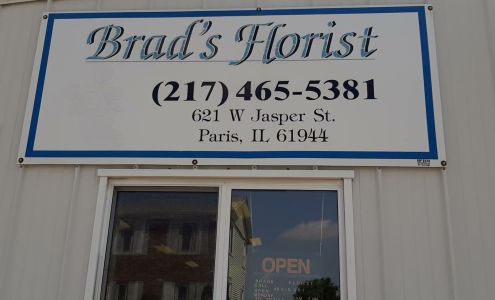 Brad's Florist
(217) 465-5381
621 W Jasper St.
Paris, IL 61944
OPEN